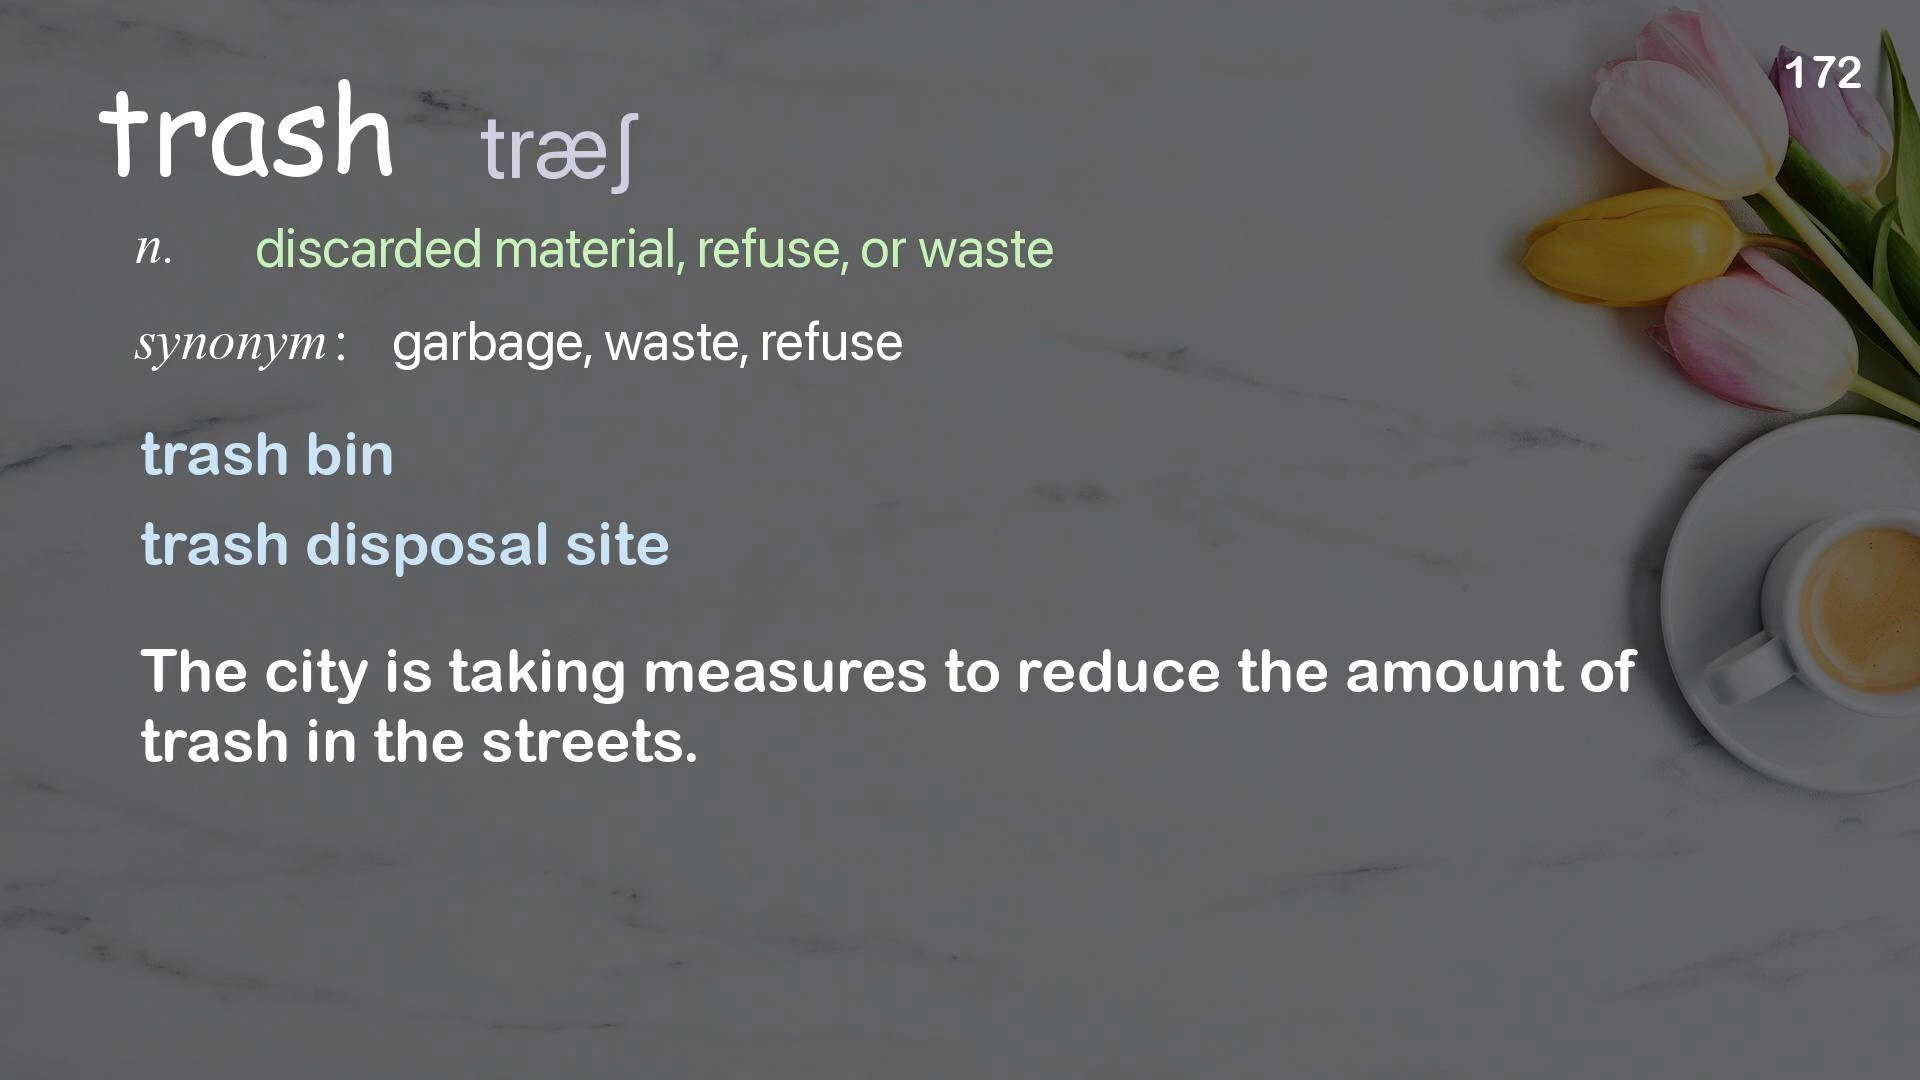 172
trash træʃ
n. discarded material, refuse, or waste
synonym: garbage, waste, refuse
trash bin
trash disposal site
The city is taking measures to reduce the amount of
trash in the streets.